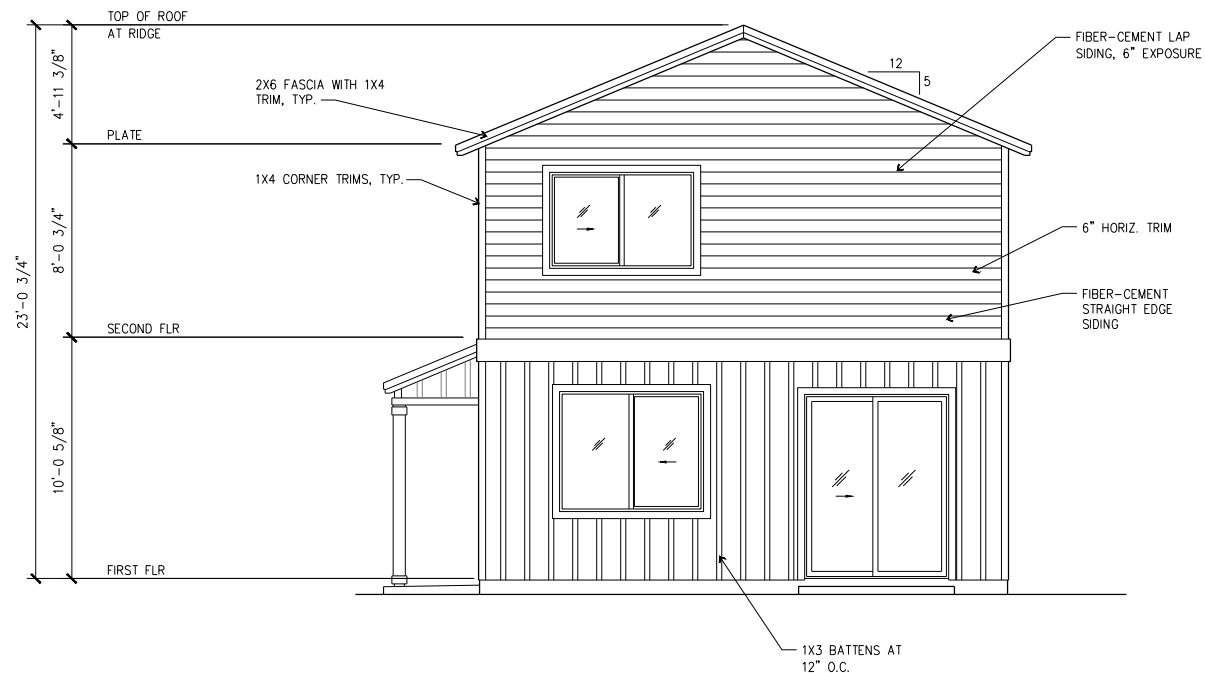 TOP OF ROOF
AT RIDGE
4'-11 3/8"
2X6 FASCIA WITH 1X4
TRIM, TYP.
12
5
FIBER-CEMENT LAP
SIDING, 6" EXPOSURE
PLATE
1X4 CORNER TRIMS, TYP.
8'-0 3/4"
23'-0 3/4"
6" HORIZ. TRIM
FIBER-CEMENT
STRAIGHT EDGE
SIDING
SECOND FLR
10'-0 5/8"
FIRST FLR
1X3 BATTENS AT
12" O.C.